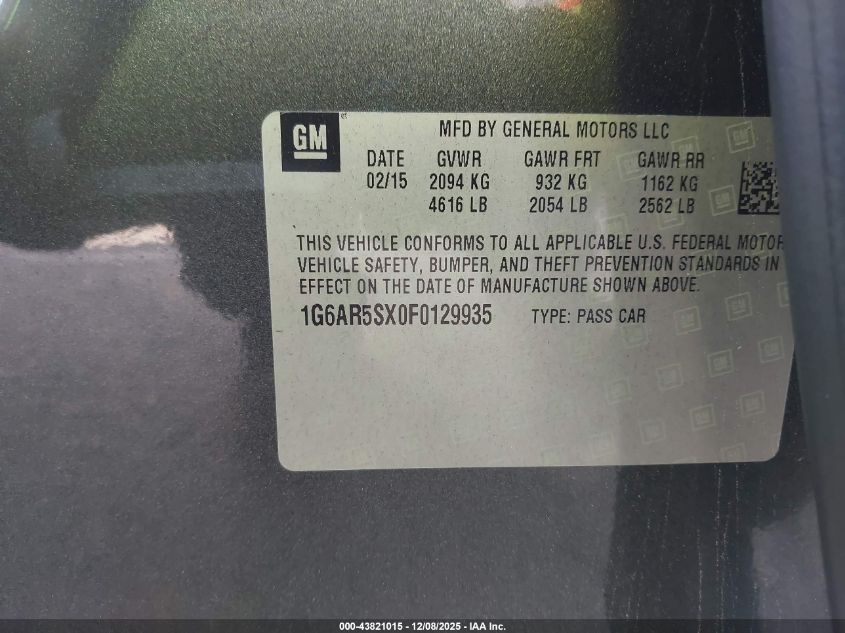 GM
MFD BY GENERAL MOTORS LLC
DATE GVWR GAWR FRT GAWR RR
02/15 2094 KG 932 KG 1162 KG
4616 LB 2054 LB 2562 LB
THIS VEHICLE CONFORMS TO ALL APPLICABLE U.S. FEDERAL MOTOR
VEHICLE SAFETY, BUMPER, AND THEFT PREVENTION STANDARDS IN
EFFECT ON THE DATE OF MANUFACTURE SHOWN ABOVE.
1G6AR5SX0F0129935 TYPE: PASS CAR
000-43821015 - 12/08/2025 - IAA Inc.